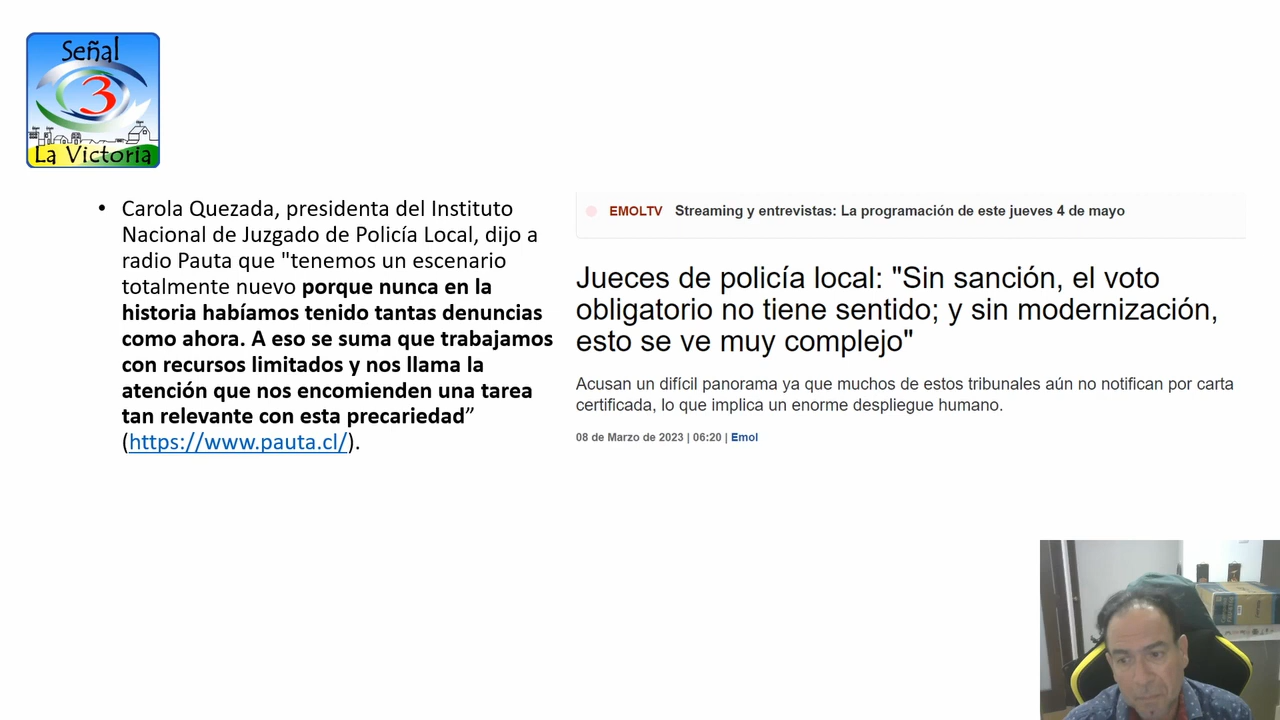 Señal
3
La Victoria
• Carola Quezada, presidenta del Instituto
Nacional de Juzgado de Policía Local, dijo a
radio Pauta que "tenemos un escenario
totalmente nuevo porque nunca en la
historia habíamos tenido tantas denuncias
como ahora. A eso se suma que trabajamos
con recursos limitados y nos llama la
atención que nos encomienden una tarea
tan relevante con esta precariedad”
(https://www.pauta.cl/).
EMOLTV Streaming y entrevistas: La programación de este jueves 4 de mayo
Jueces de policía local: "Sin sanción, el voto
obligatorio no tiene sentido; y sin modernización,
esto se ve muy complejo"
Acusan un difícil panorama ya que muchos de estos tribunales aún no notifican por carta
certificada, lo que implica un enorme despliegue humano.
08 de Marzo de 2023 | 06:20 | Emol